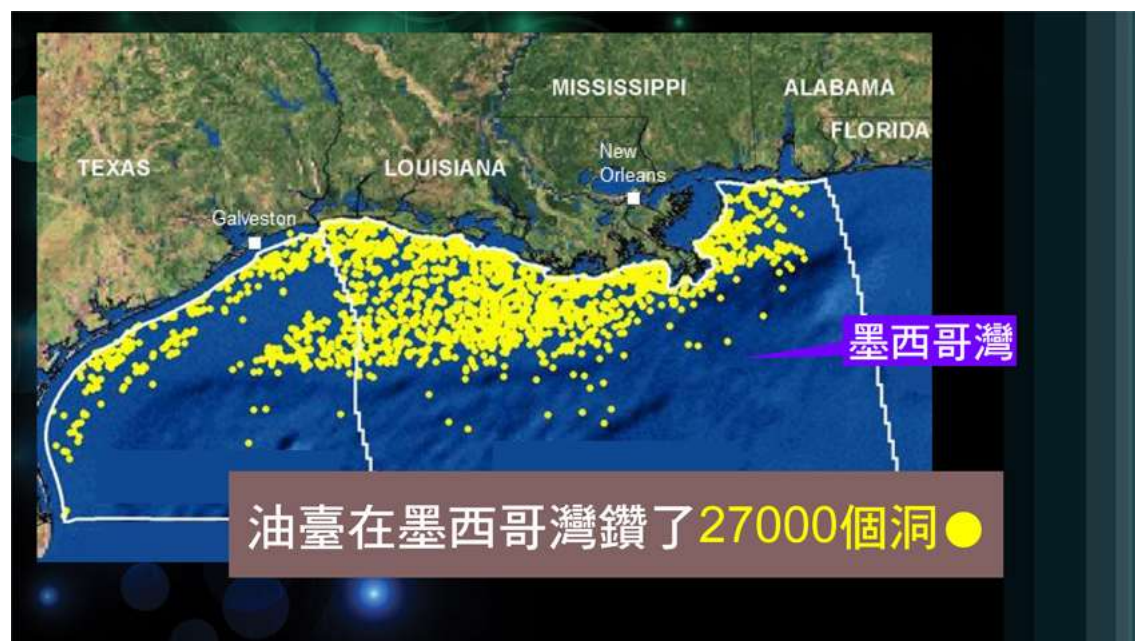 MISSISSIPPI
ALABAMA
FLORIDA
TEXAS
LOUISIANA
New
Orleans
Galveston
墨西哥灣
油臺在墨西哥灣鑽了27000個洞